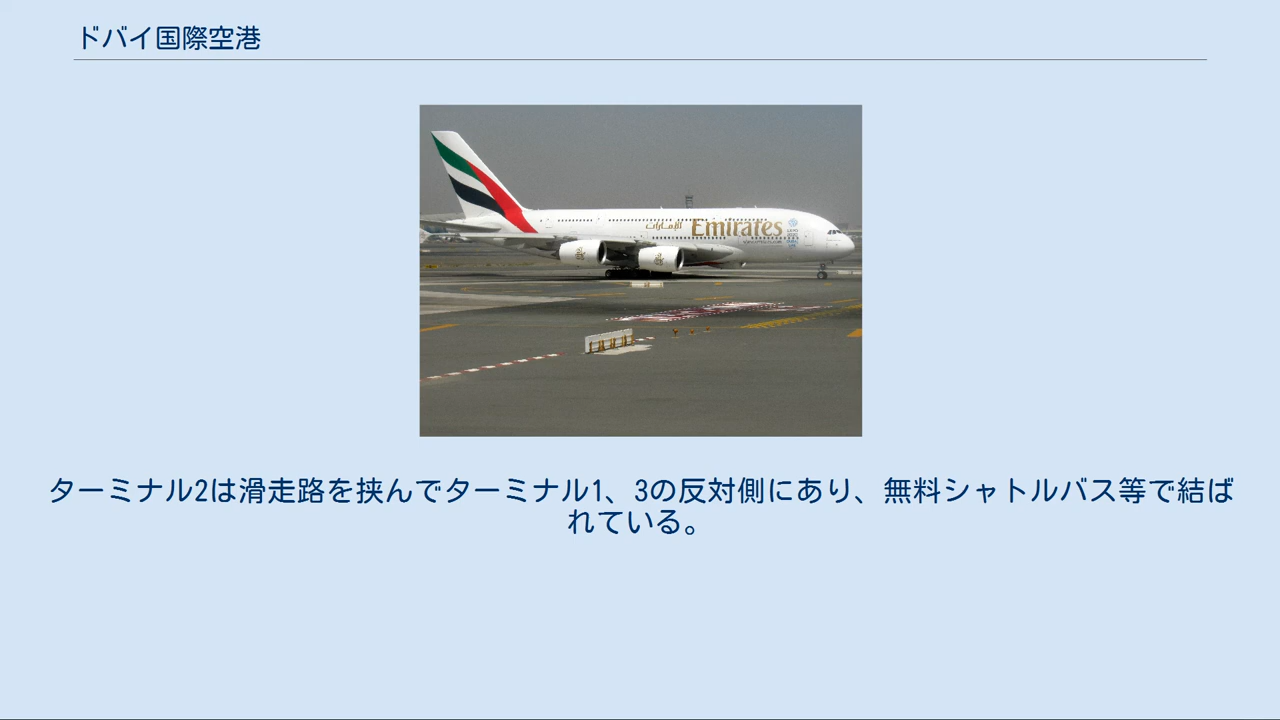 ドバイ国際空港
الإمارات Emirates
ターミナル2は滑走路を挟んでターミナル1、3の反対側にあり、無料シャトルバス等で結ば
れている。